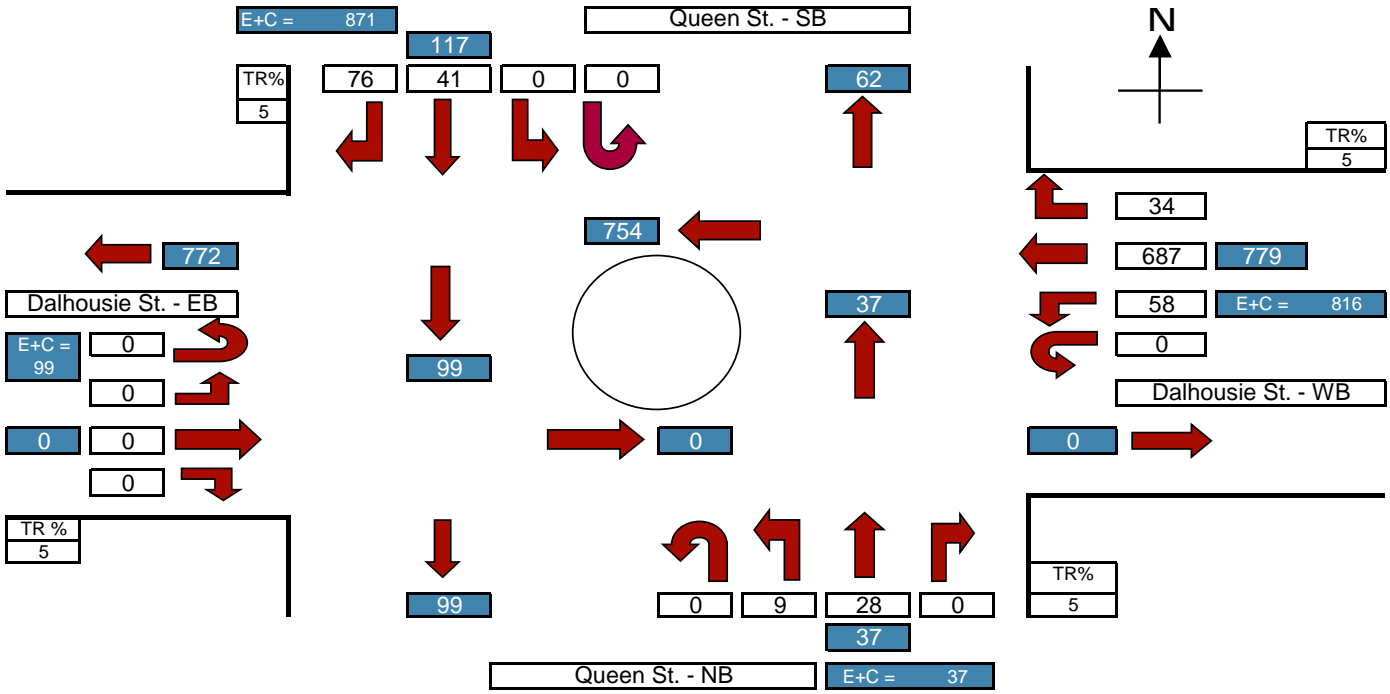 E+C = 871
Queen St. - SB
N
117
TR%
76 41 0 0
62
5
TR%
5
34
754
772
687 779
Dalhousie St. - EB
37
58
E+C = 816
E+C =
99
0
0
99
0
Dalhousie St. - WB
0 0
0
0
0
TR %
5
TR%
99
0 9 28 0
5
37
Queen St. - NB
E+C = 37